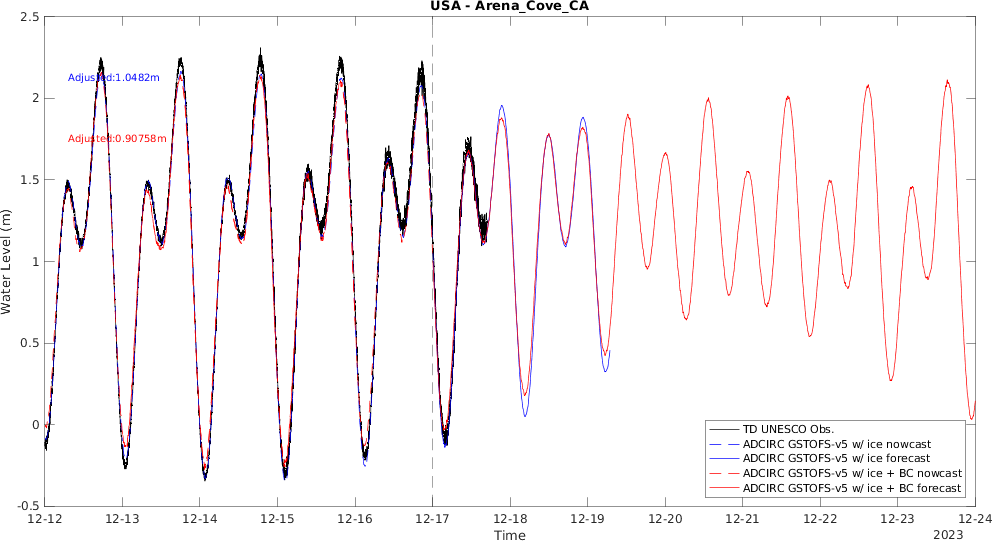 USA - Arena_Cove_CA
2.5
2
1.5
1
0.5
0
-0.5
Water Level (m)
Adjusted:1.0482m
Adjusted:0.90758m
TD UNESCO Obs.
ADCIRC GSTOFS-v5 w/ ice nowcast
ADCIRC GSTOFS-v5 w/ ice forecast
ADCIRC GSTOFS-v5 w/ ice + BC nowcast
ADCIRC GSTOFS-v5 w/ ice + BC forecast
12-12 12-13 12-14 12-15 12-16 12-17 12-18 12-19 12-20 12-21 12-22 12-23 12-24
Time
2023